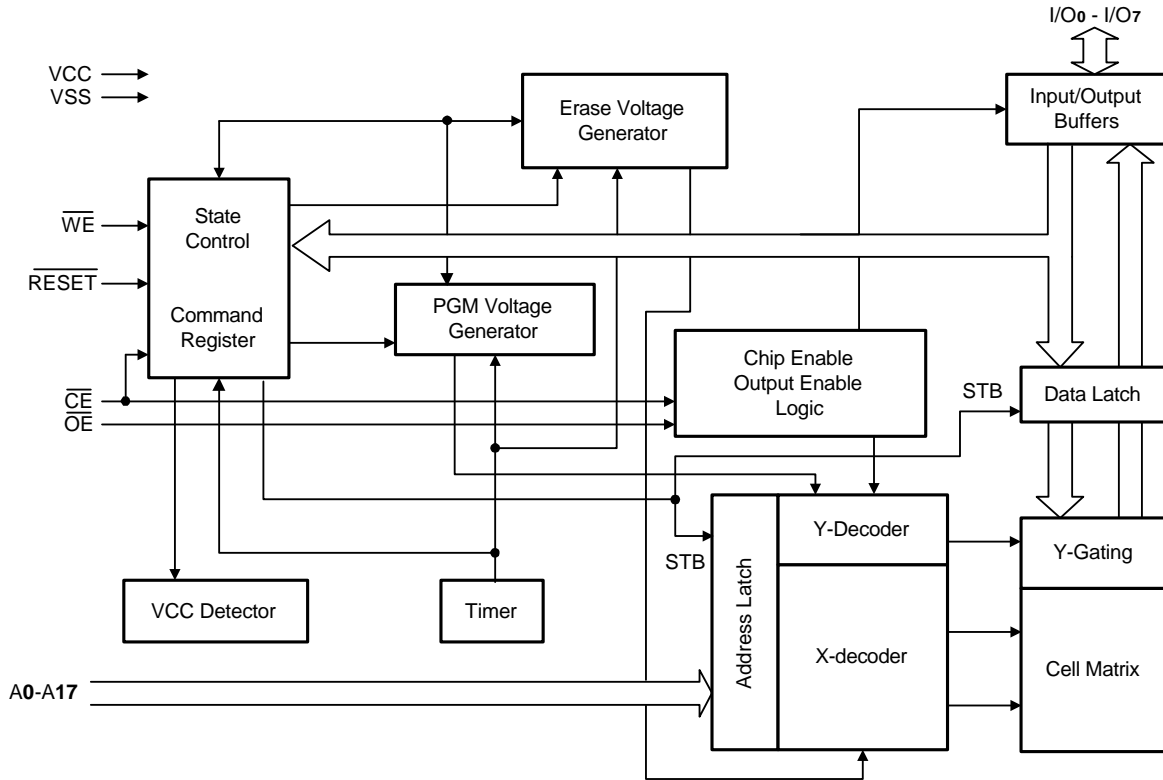 I/O0 - I/O7
VCC
VSS
Erase Voltage
Generator
Input/Output
Buffers
WE
State
Control
RESET
Command
Register
PGM Voltage
Generator
Chip Enable
Output Enable
Logic
CE
OE
STB
Data Latch
Y-Decoder
STB
Y-Gating
VCC Detector
Timer
Address Latch
X-decoder
Cell Matrix
A0-A17